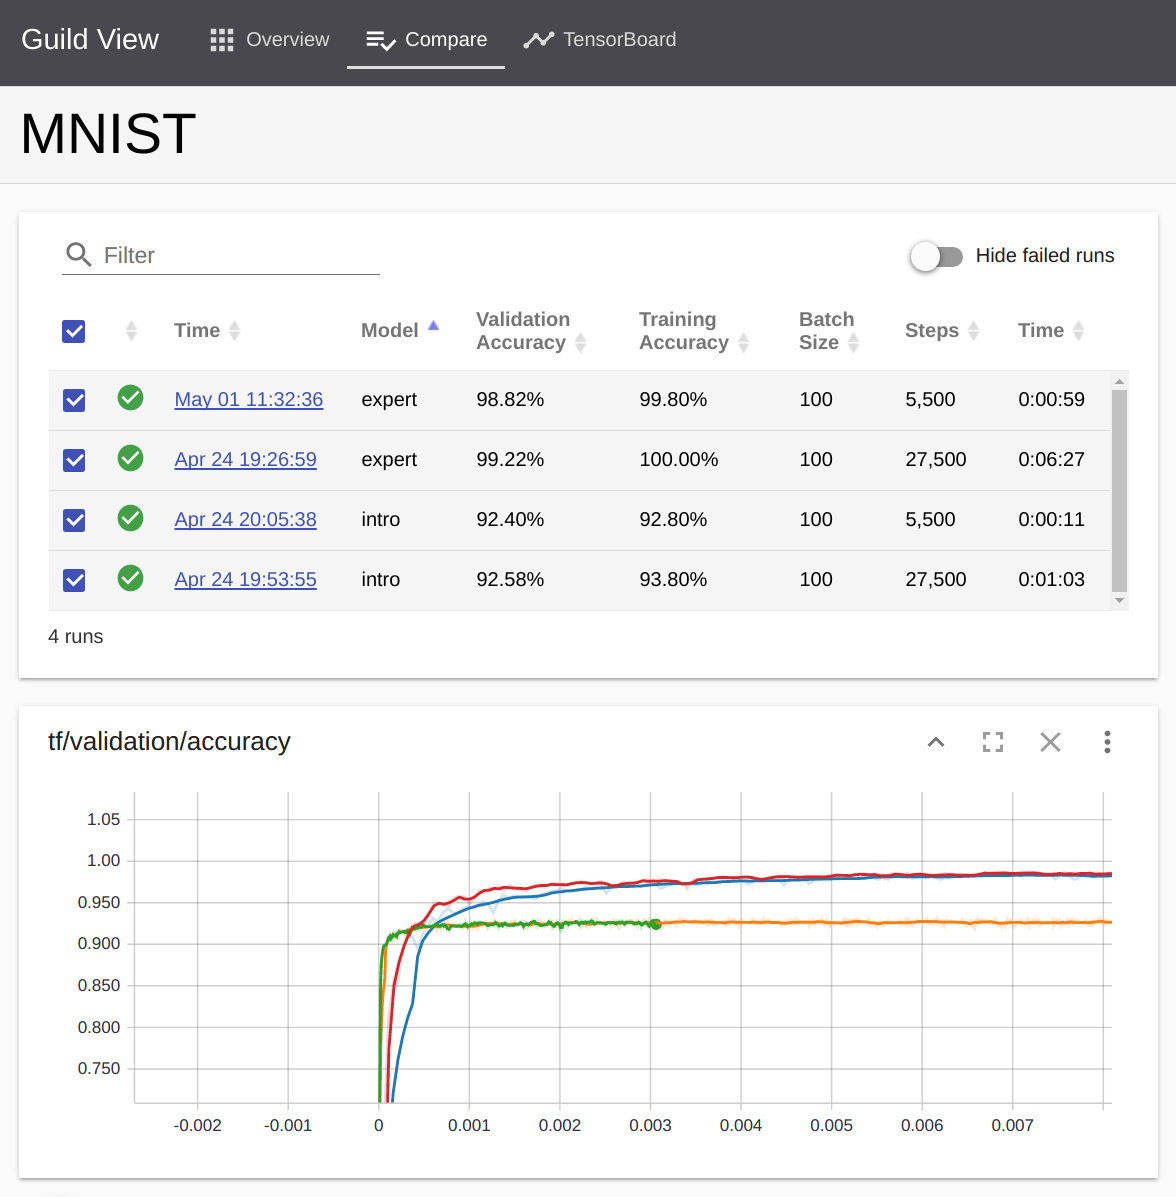 Guild View Overview Compare TensorBoard
MNIST
Filter Hide failed runs
Time Model Validation Accuracy Training Accuracy Batch Size Steps Time
May 01 11:32:36 expert 98.82% 99.80% 100 5,500 0:00:59
Apr 24 19:26:59 expert 99.22% 100.00% 100 27,500 0:06:27
Apr 24 20:05:38 intro 92.40% 92.80% 100 5,500 0:00:11
Apr 24 19:53:55 intro 92.58% 93.80% 100 27,500 0:01:03
4 runs
tf/validation/accuracy
1.05
1.00
0.950
0.900
0.850
0.800
0.750
-0.002 -0.001 0 0.001 0.002 0.003 0.004 0.005 0.006 0.007